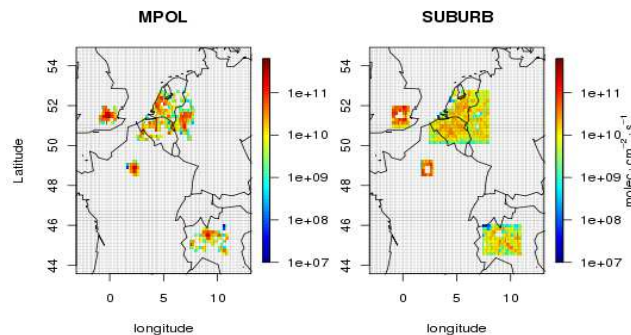 MPOL
SUBURB
Latitude
54
52
50
48
46
44
1e+11
1e+10
1e+09
1e+08
1e+07
0
5
10
longitude
54
52
50
48
46
44
1e+11
1e+10
1e+09
1e+08
1e+07
molec. cm⁻² s⁻¹
0
5
10
longitude